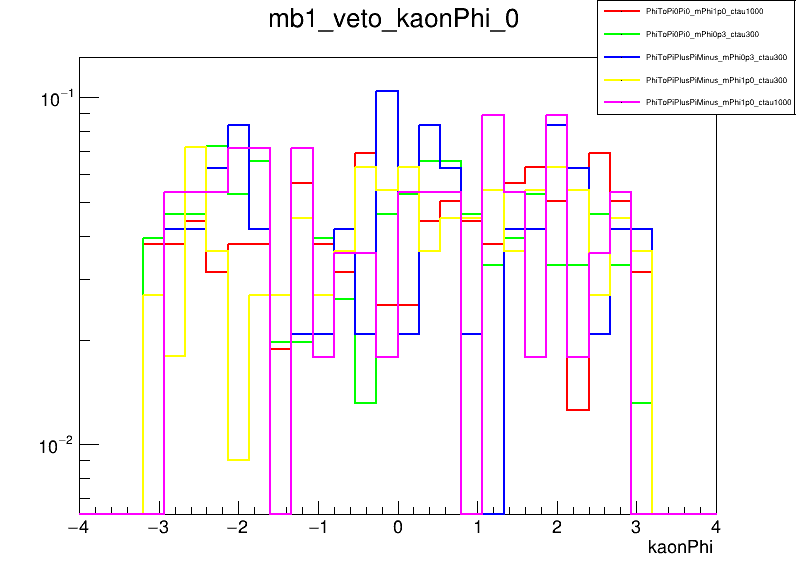 mb1_veto_kaonPhi_0
PhiToPi0Pi0_mPhi1p0_ctau1000
PhiToPi0Pi0_mPhi0p3_ctau300
PhiToPiPlusPiMinus_mPhi0p3_ctau300
PhiToPiPlusPiMinus_mPhi1p0_ctau300
PhiToPiPlusPiMinus_mPhi1p0_ctau1000
10⁻¹
10⁻²
−4 −3 −2 −1 0 1 2 3 4
kaonPhi